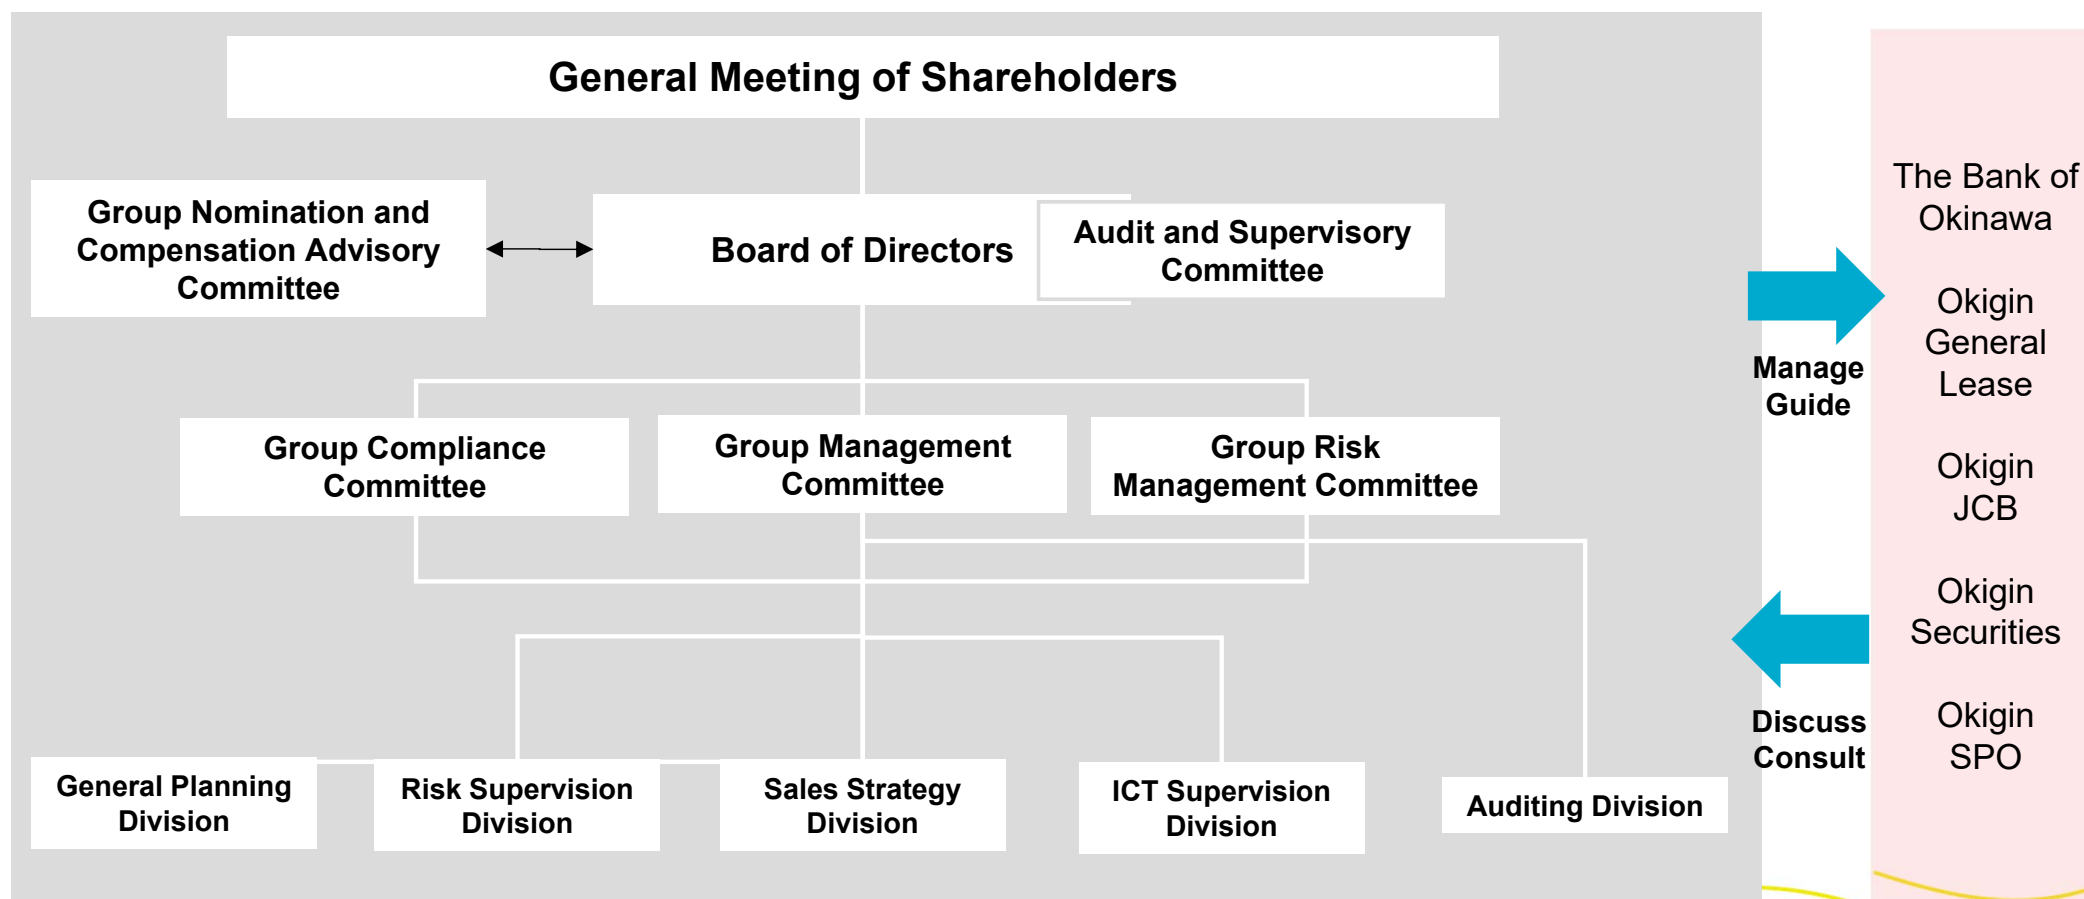 General Meeting of Shareholders
Group Nomination and
Compensation Advisory
Committee
Board of Directors
Audit and Supervisory
Committee
Group Compliance
Committee
Group Management
Committee
Group Risk
Management Committee
General Planning
Division
Risk Supervision
Division
Sales Strategy
Division
ICT Supervision
Division
Auditing Division
Manage
Guide
Discuss
Consult
The Bank of
Okinawa
Okigin
General
Lease
Okigin
JCB
Okigin
Securities
Okigin
SPO